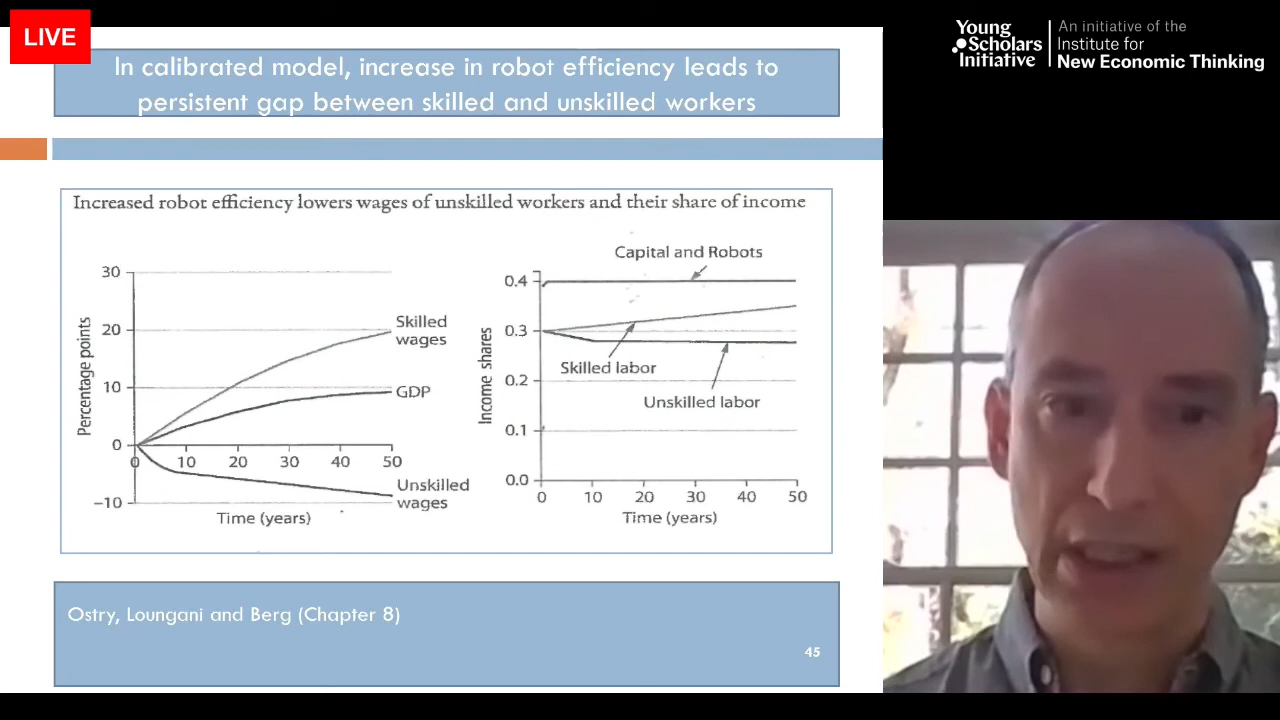 LIVE
Young
Scholars
Initiative
An initiative of the
Institute for
New Economic Thinking
In calibrated model, increase in robot efficiency leads to
persistent gap between skilled and unskilled workers
Increased robot efficiency lowers wages of unskilled workers and their share of income
Percentage points
30
20
10
0
−10
0 10 20 30 40 50
Time (years)
Skilled
wages
GDP
Unskilled
wages
Income shares
0.4
0.3
0.2
0.1
0.0
0 10 20 30 40 50
Time (years)
Capital and Robots
Skilled labor
Unskilled labor
Ostry, Loungani and Berg (Chapter 8)
45